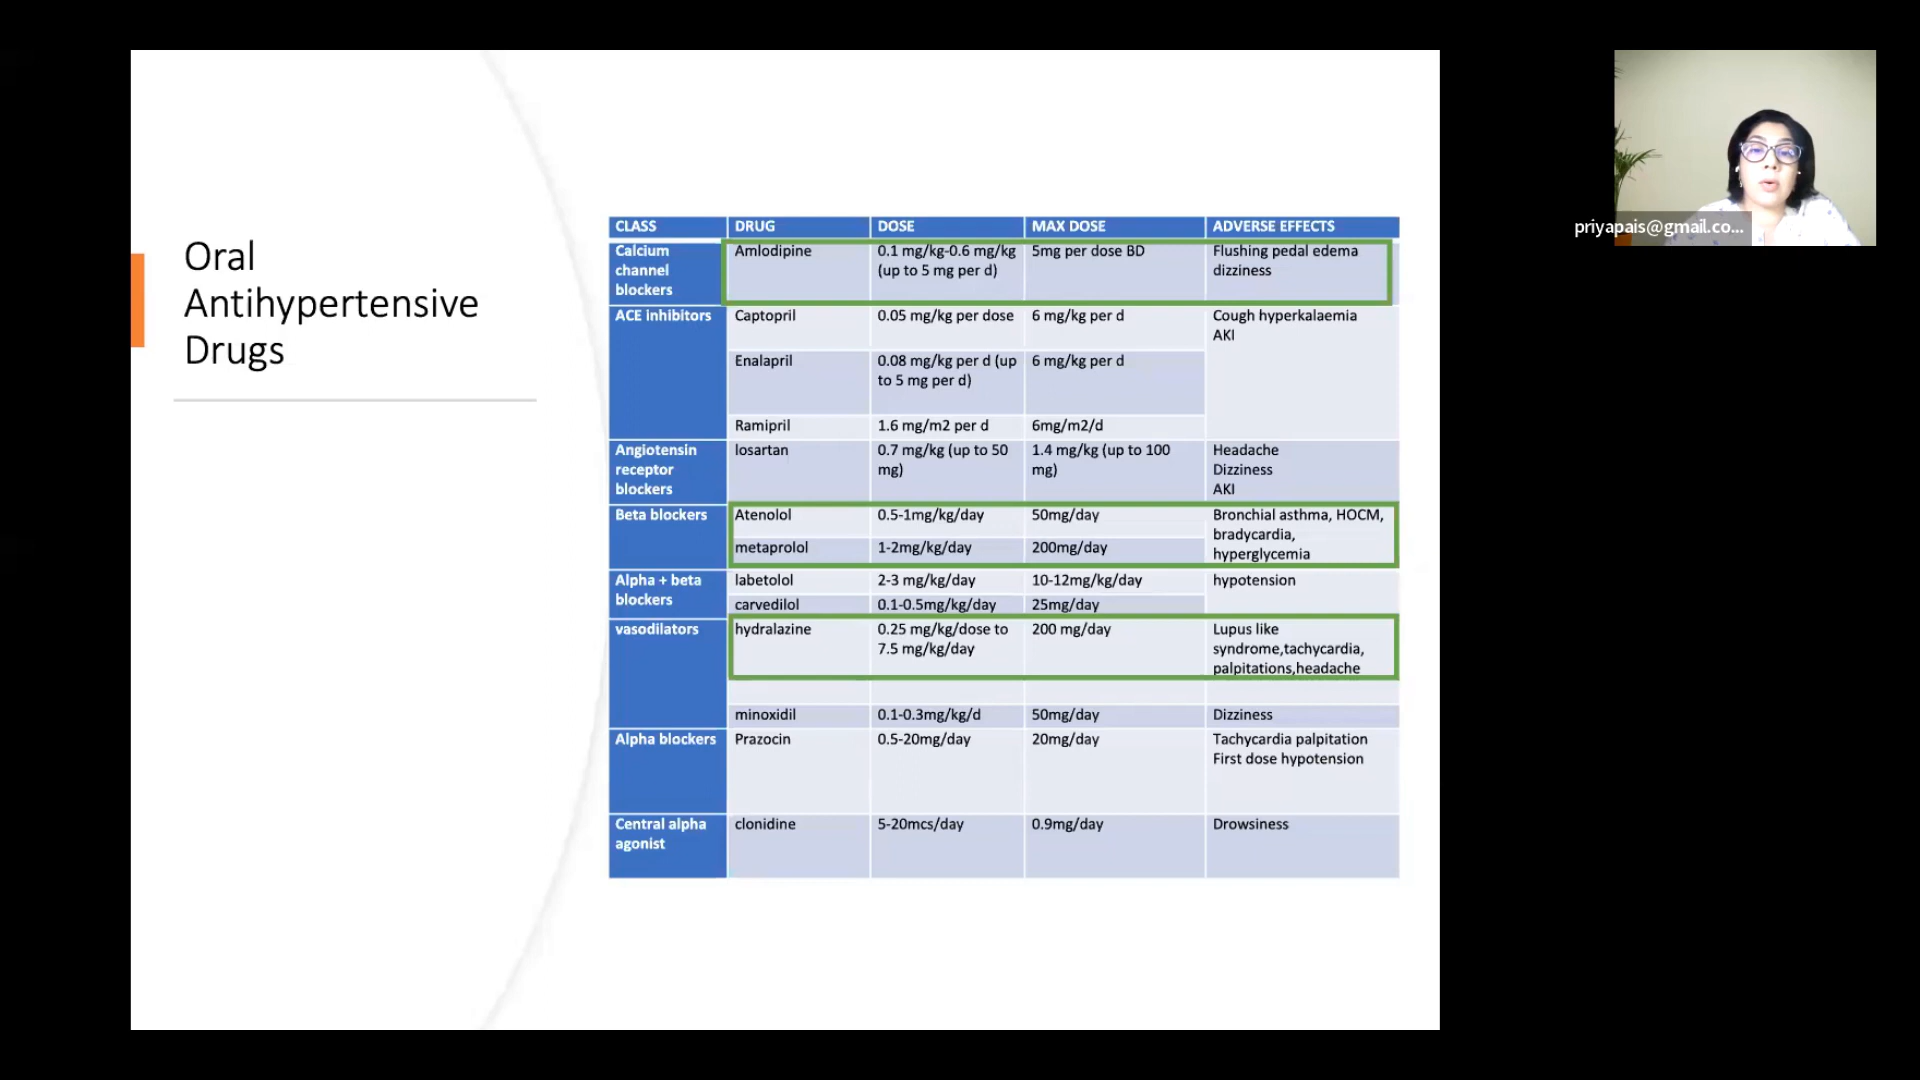 Oral
Antihypertensive
Drugs
CLASS DRUG DOSE MAX DOSE ADVERSE EFFECTS
Calcium channel blockers Amlodipine 0.1 mg/kg-0.6 mg/kg (up to 5 mg per d) 5mg per dose BD Flushing pedal edema dizziness
ACE inhibitors Captopril 0.05 mg/kg per dose 6 mg/kg per d Cough hyperkalaemia AKI
Enalapril 0.08 mg/kg per d (up to 5 mg per d) 6 mg/kg per d
Ramipril 1.6 mg/m2 per d 6mg/m2/d
Angiotensin receptor blockers losartan 0.7 mg/kg (up to 50 mg) 1.4 mg/kg (up to 100 mg) Headache Dizziness AKI
Beta blockers Atenolol 0.5-1mg/kg/day 50mg/day Bronchial asthma, HOCM, bradycardia, hyperglycemia
metaprolol 1-2mg/kg/day 200mg/day
Alpha + beta blockers labetolol 2-3 mg/kg/day 10-12mg/kg/day hypotension
carvedilol 0.1-0.5mg/kg/day 25mg/day
vasodilators hydralazine 0.25 mg/kg/dose to 7.5 mg/kg/day 200 mg/day Lupus like syndrome,tachycardia, palpitations,headache
minoxidil 0.1-0.3mg/kg/d 50mg/day Dizziness
Alpha blockers Prazocin 0.5-20mg/day 20mg/day Tachycardia palpitation First dose hypotension
Central alpha agonist clonidine 5-20mcs/day 0.9mg/day Drowsiness
priyapais@gmail.co...